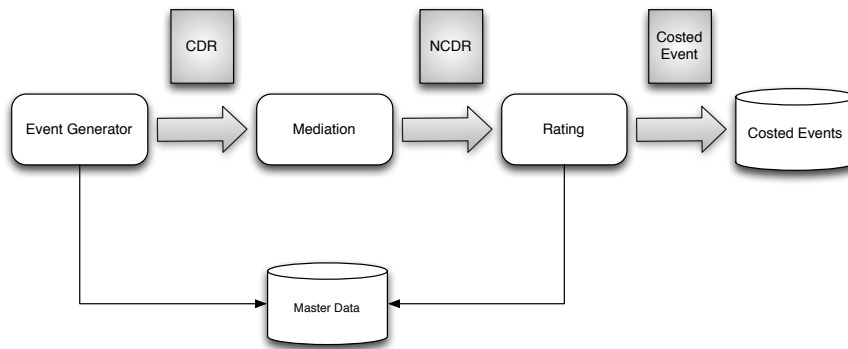 CDR
NCDR
Costed
Event
Event Generator
Mediation
Rating
Costed Events
Master Data